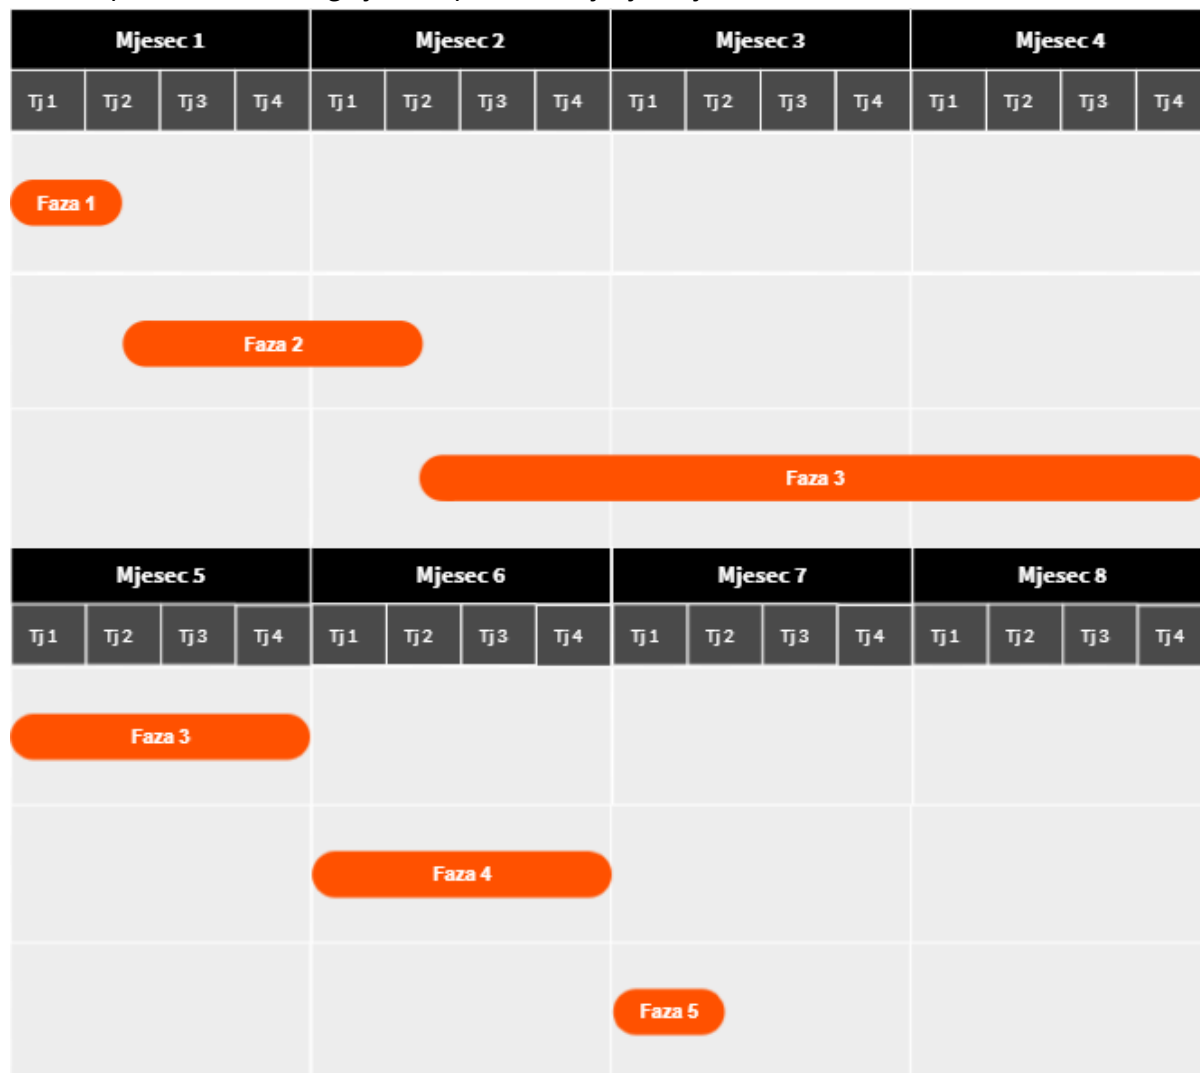 Mjesec 1 Mjesec 2 Mjesec 3 Mjesec 4
Tj 1 Tj 2 Tj 3 Tj 4 Tj 1 Tj 2 Tj 3 Tj 4 Tj 1 Tj 2 Tj 3 Tj 4 Tj 1 Tj 2 Tj 3 Tj 4
Faza 1
Faza 2
Faza 3
Mjesec 5 Mjesec 6 Mjesec 7 Mjesec 8
Tj 1 Tj 2 Tj 3 Tj 4 Tj 1 Tj 2 Tj 3 Tj 4 Tj 1 Tj 2 Tj 3 Tj 4 Tj 1 Tj 2 Tj 3 Tj 4
Faza 3
Faza 4
Faza 5